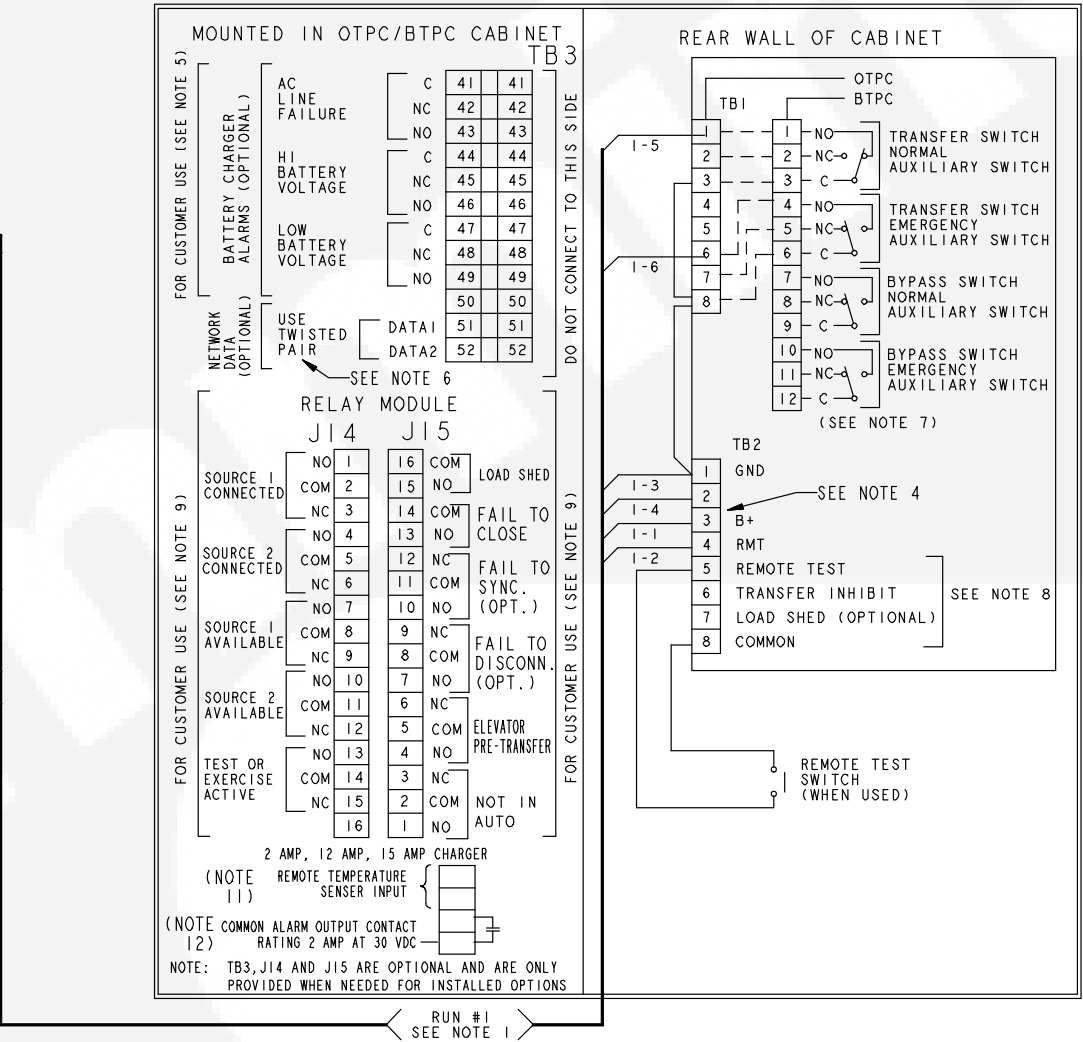 MOUNTED IN OTPC/BTPC CABINET
TB3
FOR CUSTOMER USE (SEE NOTE 5)
BATTERY CHARGER
ALARMS (OPTIONAL)
AC
LINE
FAILURE
C 41 41
NC 42 42
NO 43 43
HI
BATTERY
VOLTAGE
C 44 44
NC 45 45
NO 46 46
LOW
BATTERY
VOLTAGE
C 47 47
NC 48 48
NO 49 49
50 50
NETWORK
DATA
(OPTIONAL)
USE
TWISTED
PAIR
DATA1 51 51
DATA2 52 52
SEE NOTE 6
DO NOT CONNECT TO THIS SIDE
RELAY MODULE
J14 J15
FOR CUSTOMER USE (SEE NOTE 9)
SOURCE 1
CONNECTED
NO 1
COM 2
NC 3
SOURCE 2
CONNECTED
NO 4
COM 5
NC 6
SOURCE 1
AVAILABLE
NO 7
COM 8
NC 9
SOURCE 2
AVAILABLE
NO 10
COM 11
NC 12
TEST OR
EXERCISE
ACTIVE
NO 13
COM 14
NC 15
16
16 COM
15 NO
LOAD SHED
14 COM
13 NO
FAIL TO
CLOSE
12 NC
11 COM
10 NO
FAIL TO
SYNC.
(OPT.)
9 NC
8 COM
7 NO
FAIL TO
DISCONN.
(OPT.)
6 NC
5 COM
4 NO
ELEVATOR
PRE-TRANSFER
3 NC
2 COM
1 NO
NOT IN
AUTO
FOR CUSTOMER USE (SEE NOTE 9)
2 AMP, 12 AMP, 15 AMP CHARGER
(NOTE
11)
REMOTE TEMPERATURE
SENSER INPUT
(NOTE
12)
COMMON ALARM OUTPUT CONTACT
RATING 2 AMP AT 30 VDC
NOTE: TB3,J14 AND J15 ARE OPTIONAL AND ARE ONLY
PROVIDED WHEN NEEDED FOR INSTALLED OPTIONS
RUN #1
SEE NOTE 1
REAR WALL OF CABINET
OTPC
BTPC
TB1
1-5
1-6
1
2
3
4
5
6
7
8
1 NO
2 NC
3 C
TRANSFER SWITCH
NORMAL
AUXILIARY SWITCH
4 NO
5 NC
6 C
TRANSFER SWITCH
EMERGENCY
AUXILIARY SWITCH
7 NO
8 NC
9 C
BYPASS SWITCH
NORMAL
AUXILIARY SWITCH
10 NO
11 NC
12 C
BYPASS SWITCH
EMERGENCY
AUXILIARY SWITCH
(SEE NOTE 7)
TB2
1-3
1-4
1-1
1-2
1 GND
2
3 B+
4 RMT
5 REMOTE TEST
6 TRANSFER INHIBIT
7 LOAD SHED (OPTIONAL)
8 COMMON
SEE NOTE 4
SEE NOTE 8
REMOTE TEST
SWITCH
(WHEN USED)